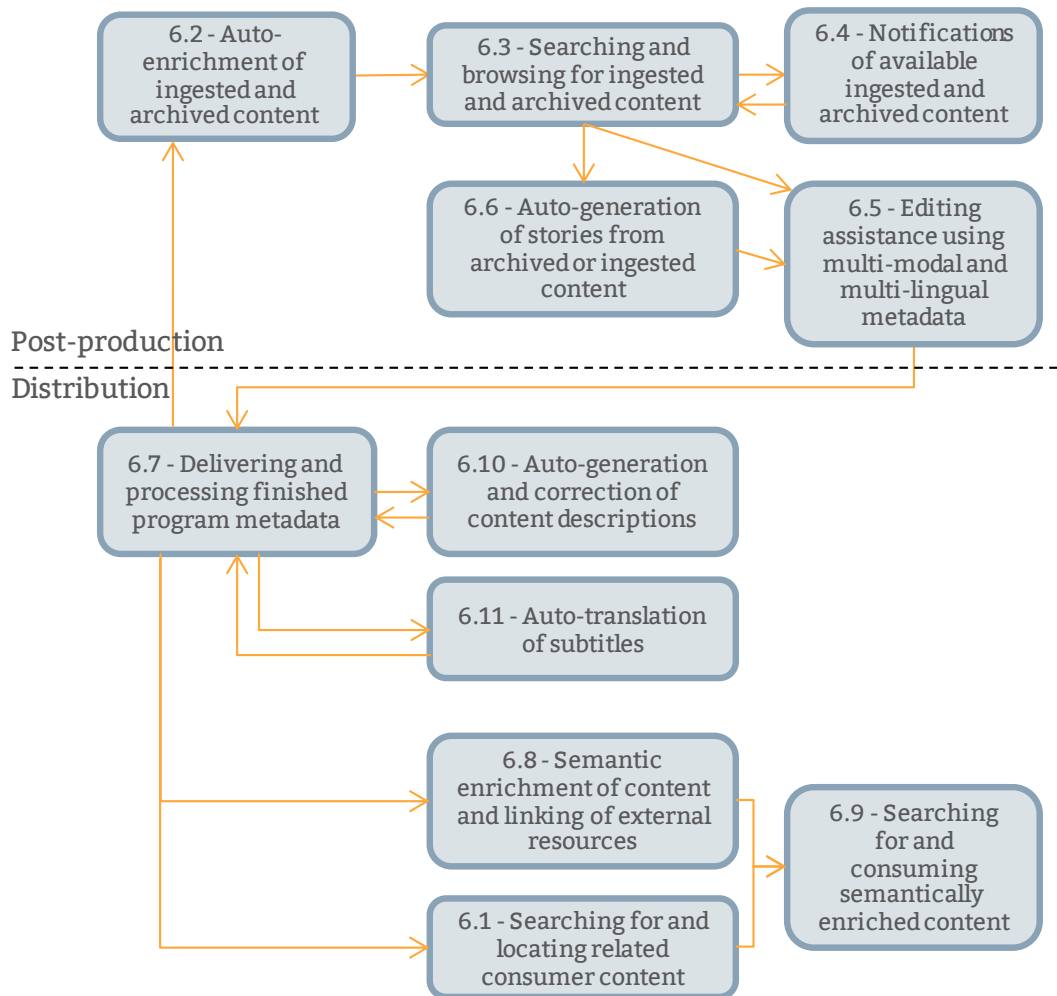 6.2 - Auto-
enrichment of
ingested and
archived content
6.3 - Searching and
browsing for ingested
and archived content
6.4 - Notifications
of available
ingested and
archived content
6.6 - Auto-generation
of stories from
archived or ingested
content
6.5 - Editing
assistance using
multi-modal and
multi-lingual
metadata
Post-production
Distribution
6.7 - Delivering and
processing finished
program metadata
6.10 - Auto-generation
and correction of
content descriptions
6.11 - Auto-translation
of subtitles
6.8 - Semantic
enrichment of content
and linking of external
resources
6.9 - Searching
for and
consuming
semantically
enriched content
6.1 - Searching for and
locating related
consumer content